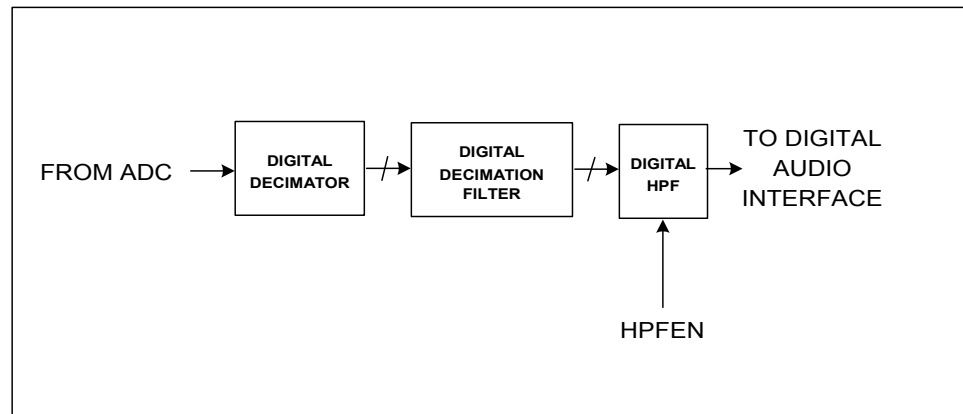 FROM ADC
DIGITAL
DECIMATOR
DIGITAL
DECIMATION
FILTER
DIGITAL
HPF
TO DIGITAL
AUDIO
INTERFACE
HPFEN